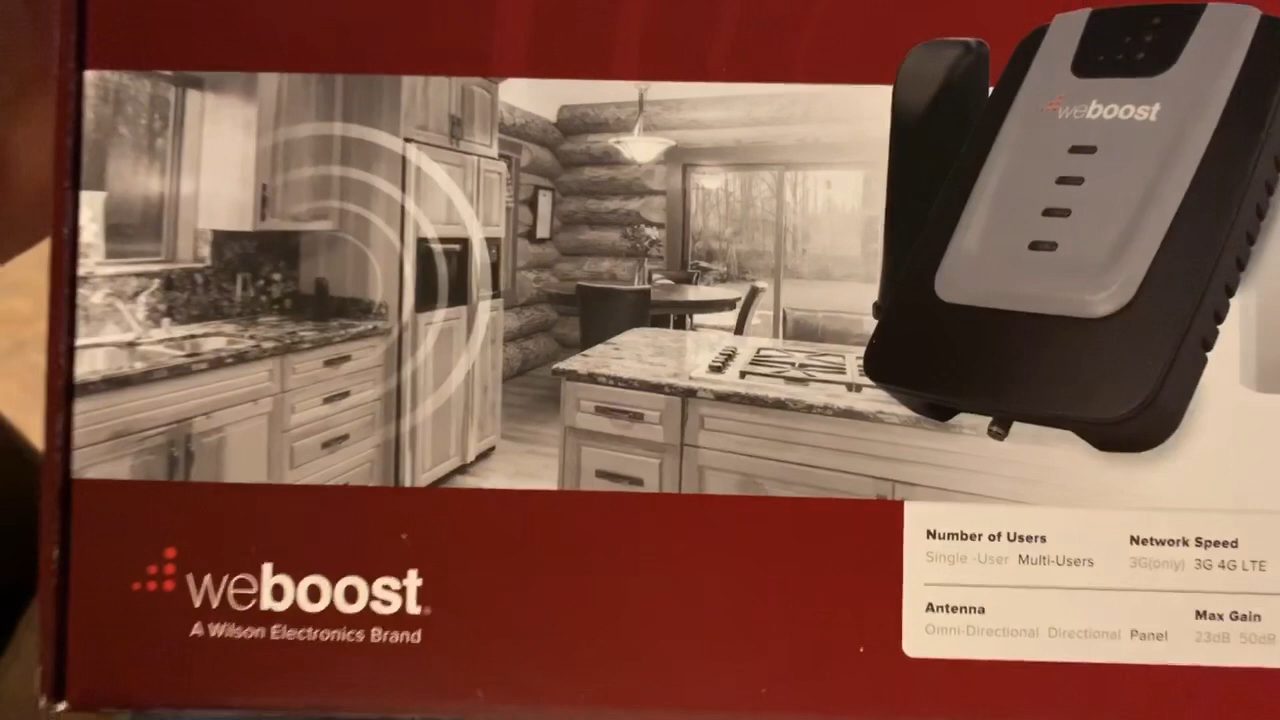 weboost
weboost.
A Wilson Electronics Brand
Number of Users
Single -User Multi-Users
Network Speed
3G(only) 3G 4G LTE
Antenna
Omni-Directional Directional Panel
Max Gain
23dB 50dB